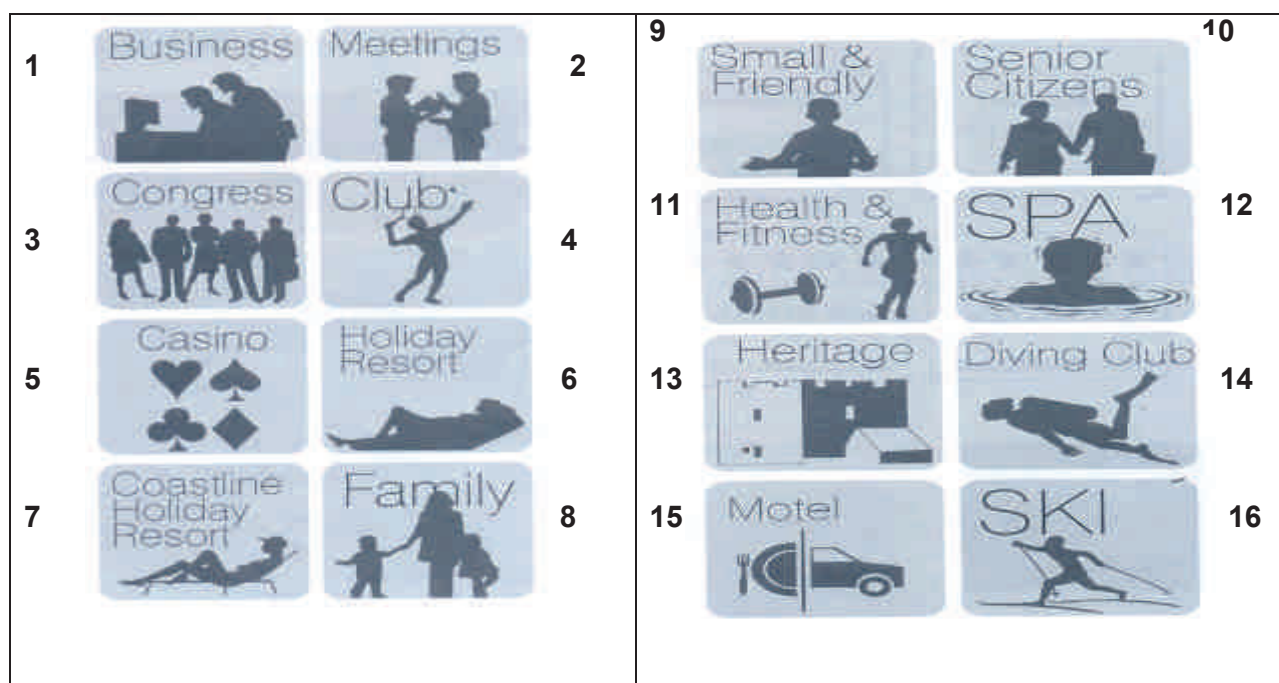 1
Business
Meetings
2
3
Congress
Club
4
5
Casino
Holiday
Resort
6
7
Coastline
Holiday
Resort
Family
8
9
Small &
Friendly
Senior
Citizens
10
11
Health &
Fitness
SPA
12
13
Heritage
Diving Club
14
15
Motel
SKI
16